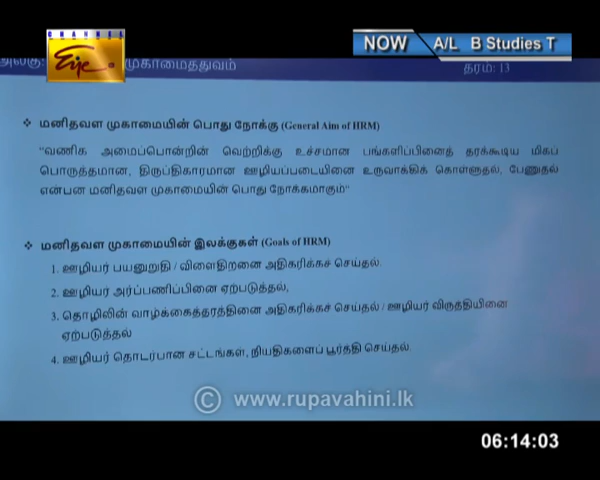 CHANNEL
Eye
NOW A/L B Studies T
அலகு: முகாமைத்துவம்
தரம்: 13
❖ மனிதவள முகாமையின் பொது நோக்கு (General Aim of HRM)
“வணிக அமைப்பொன்றின் வெற்றிக்கு உச்சமான பங்களிப்பினைத் தரக்கூடிய மிகப்
பொருத்தமான, திருப்திகாரமான ஊழியப்படையினை உருவாக்கிக் கொள்ளுதல், பேணுதல்
என்பன மனிதவள முகாமையின் பொது நோக்கமாகும்”
❖ மனிதவள முகாமையின் இலக்குகள் (Goals of HRM)
1. ஊழியர் பயனுறுதி / விளைதிறனை அதிகரிக்கச் செய்தல்.
2. ஊழியர் அர்ப்பணிப்பினை ஏற்படுத்தல்,
3. தொழிலின் வாழ்க்கைத்தரத்தினை அதிகரிக்கச் செய்தல் / ஊழியர் விருத்தியினை
ஏற்படுத்தல்
4. ஊழியர் தொடர்பான சட்டங்கள், நியதிகளைப் பூர்த்தி செய்தல்.
© www.rupavahini.lk
06:14:03